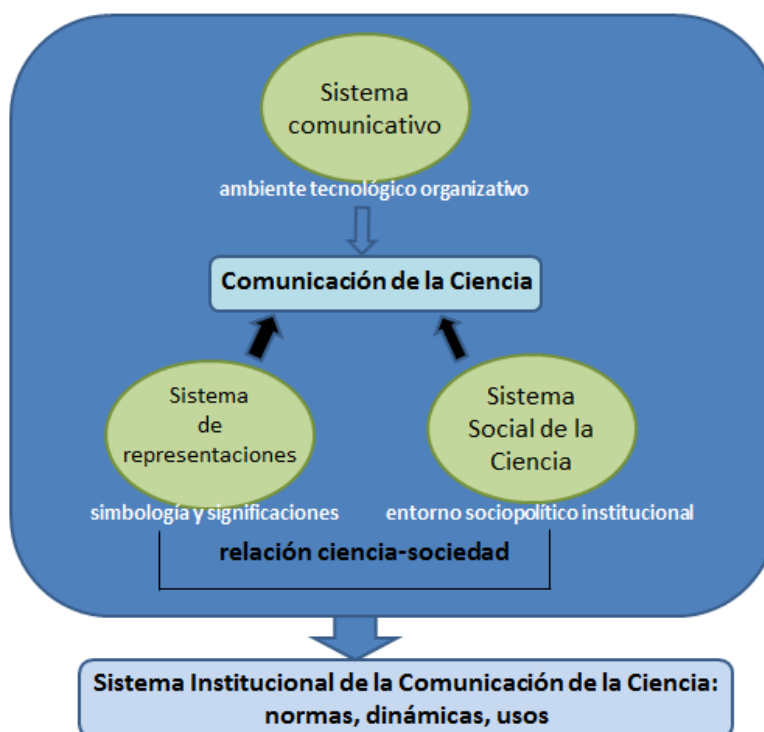 Sistema
comunicativo
ambiente tecnológico organizativo
Comunicación de la Ciencia
Sistema
de
representaciones
simbología y significaciones
Sistema
Social de la
Ciencia
entorno sociopolítico institucional
relación ciencia-sociedad
Sistema Institucional de la Comunicación de la Ciencia:
normas, dinámicas, usos